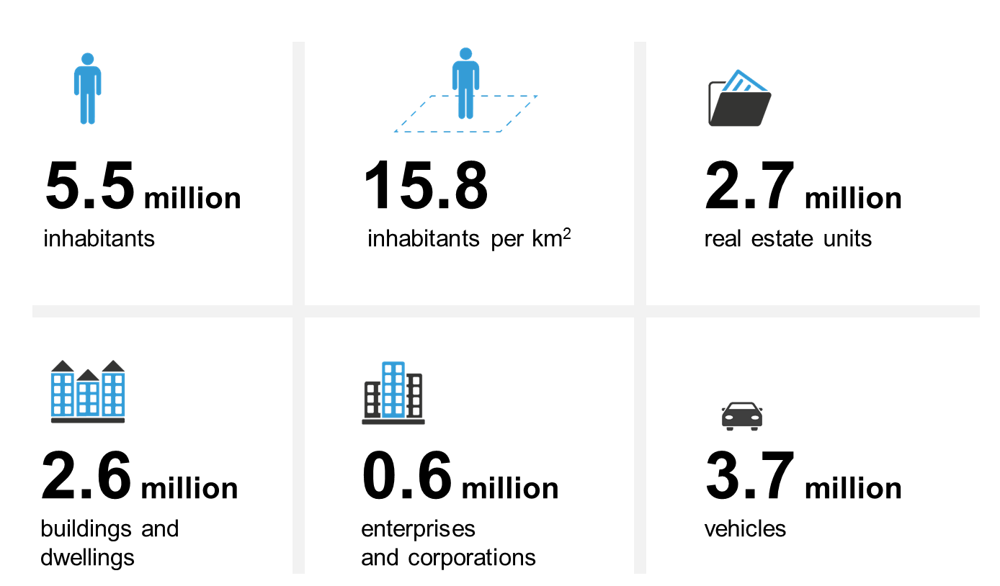 5.5 million
inhabitants
15.8
inhabitants per km²
2.7 million
real estate units
2.6 million
buildings and
dwellings
0.6 million
enterprises
and corporations
3.7 million
vehicles